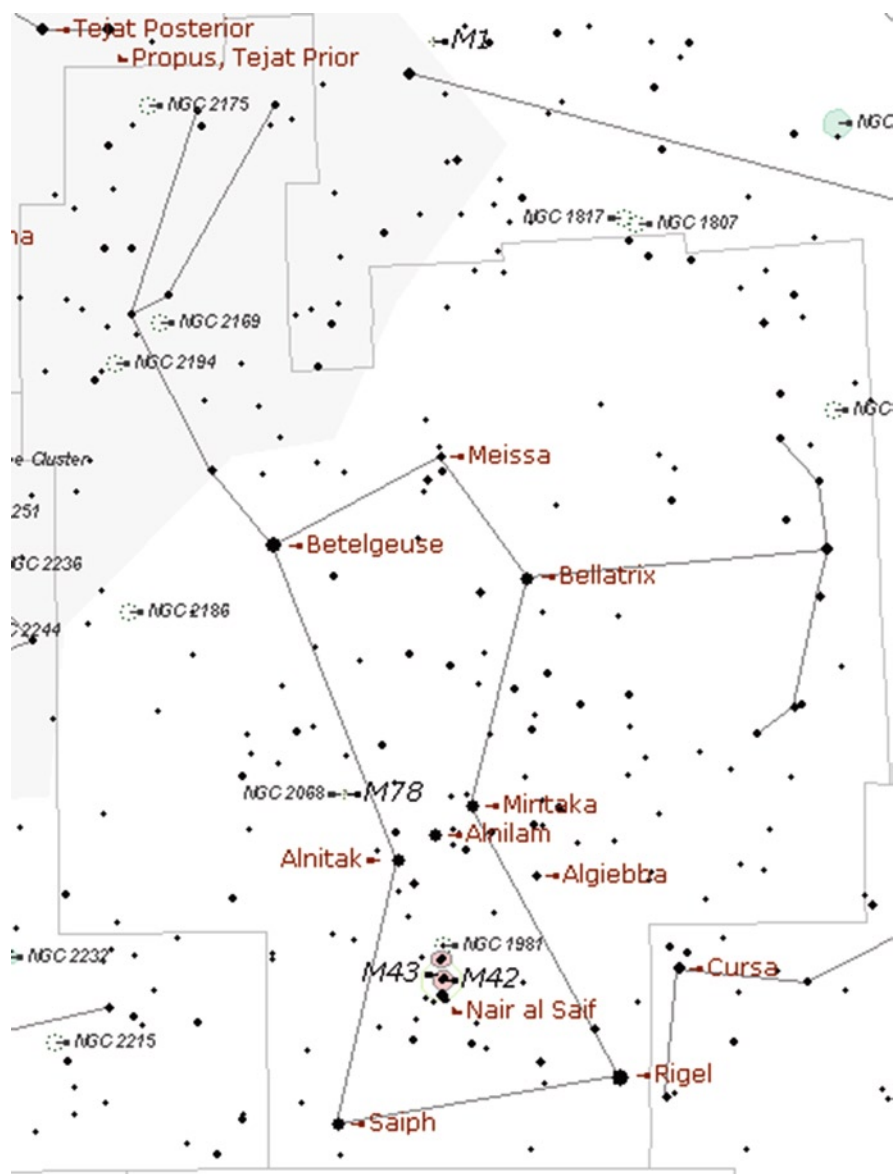 Tejat Posterior
M1
Propus, Tejat Prior
NGC 2175
NGC
NGC 1817
NGC 1807
na
NGC 2169
NGC 2194
NGC
Meissa
e Cluster
251
Betelgeuse
GC 2236
Bellatrix
NGC 2186
2244
NGC 2068
M78
Mintaka
Alnilam
Alnitak
Algiebba
NGC 1981
NGC 2232
M43
M42
Cursa
Nair al Saif
NGC 2215
Rigel
Saiph